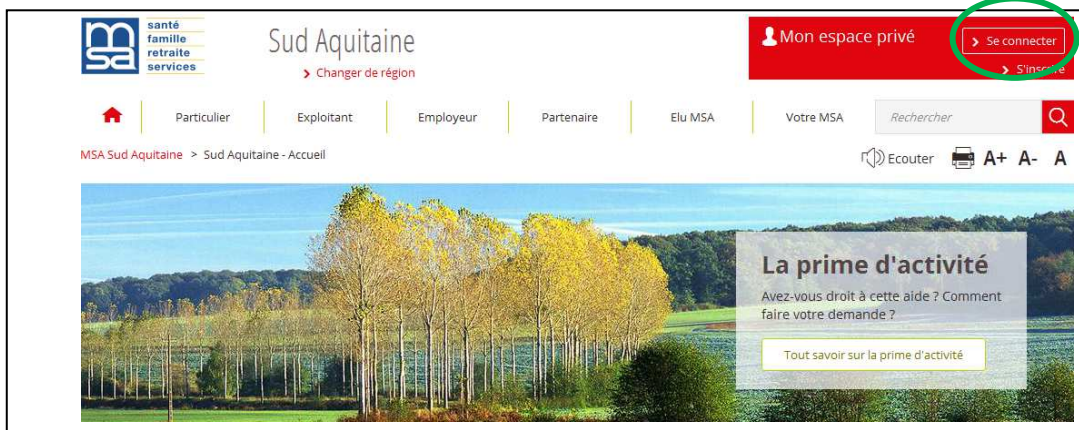 msa
santé
famille
retraite
services
Sud Aquitaine
> Changer de région
Mon espace privé
> Se connecter
> S'inscrire
Particulier
Exploitant
Employeur
Partenaire
Elu MSA
Votre MSA
Rechercher
MSA Sud Aquitaine > Sud Aquitaine - Accueil
Ecouter
A+ A- A
La prime d'activité
Avez-vous droit à cette aide ? Comment
faire votre demande ?
Tout savoir sur la prime d'activité